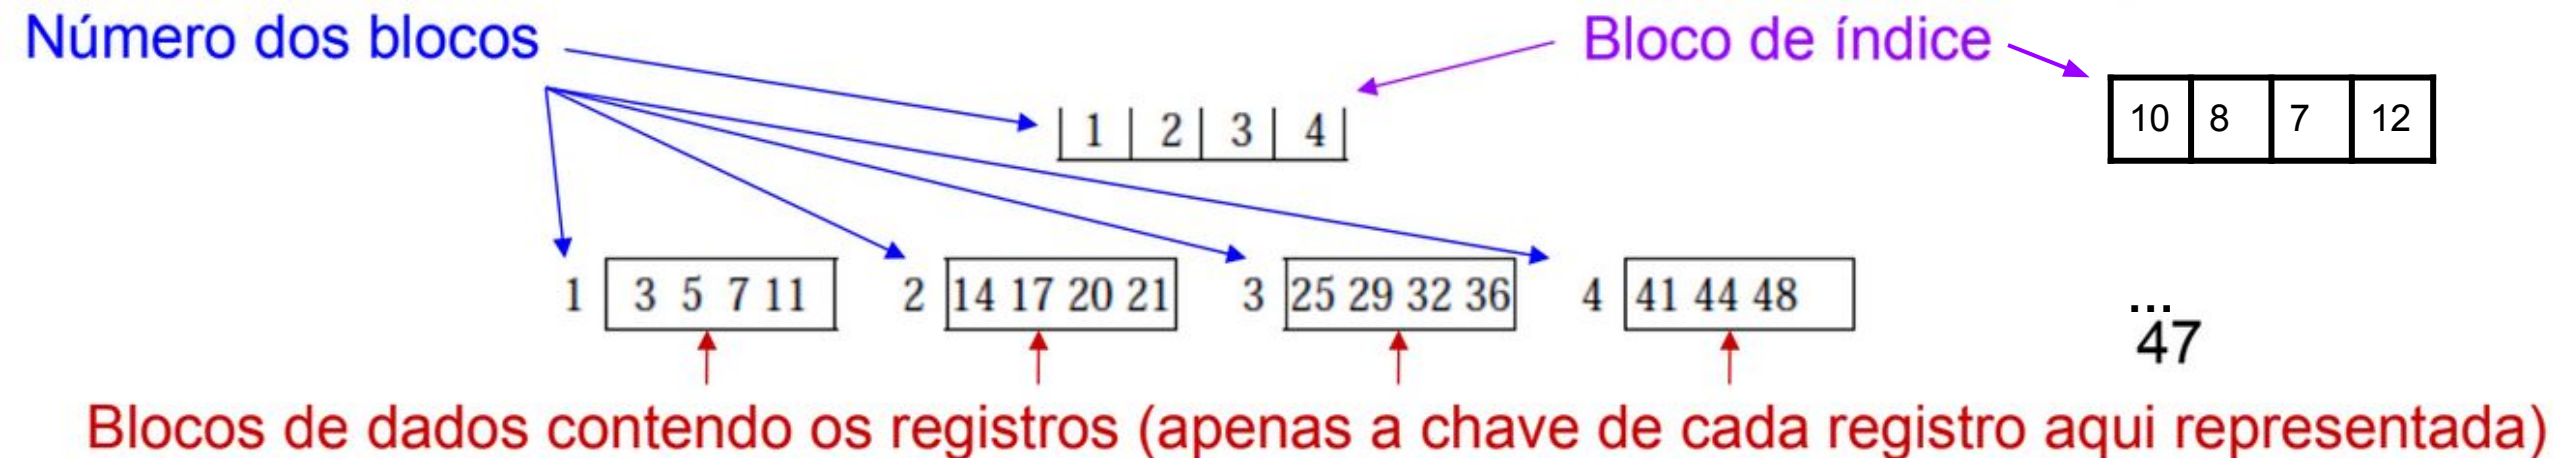 Número dos blocos
Bloco de índice
1 2 3 4
10 8 7 12
1 3 5 7 11 2 14 17 20 21 3 25 29 32 36 4 41 44 48
...
47
Blocos de dados contendo os registros (apenas a chave de cada registro aqui representada)